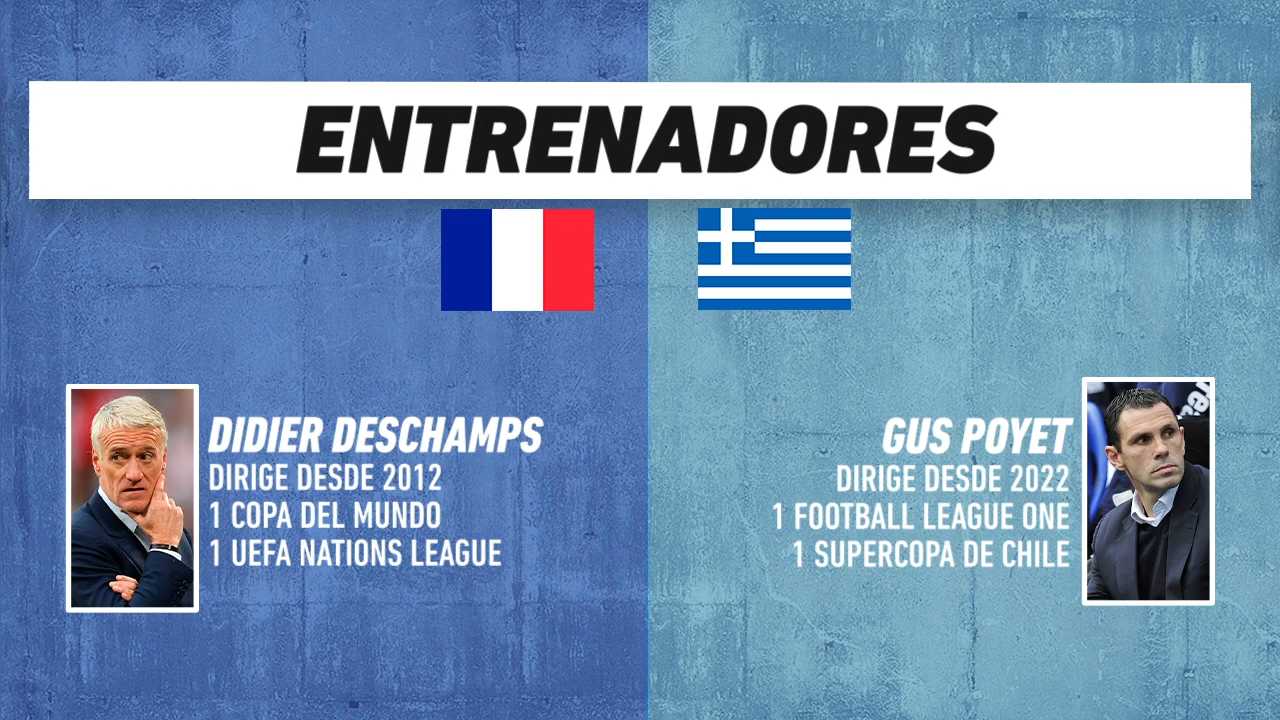 ENTRENADORES
DIDIER DESCHAMPS
DIRIGE DESDE 2012
1 COPA DEL MUNDO
1 UEFA NATIONS LEAGUE
GUS POYET
DIRIGE DESDE 2022
1 FOOTBALL LEAGUE ONE
1 SUPERCOPA DE CHILE